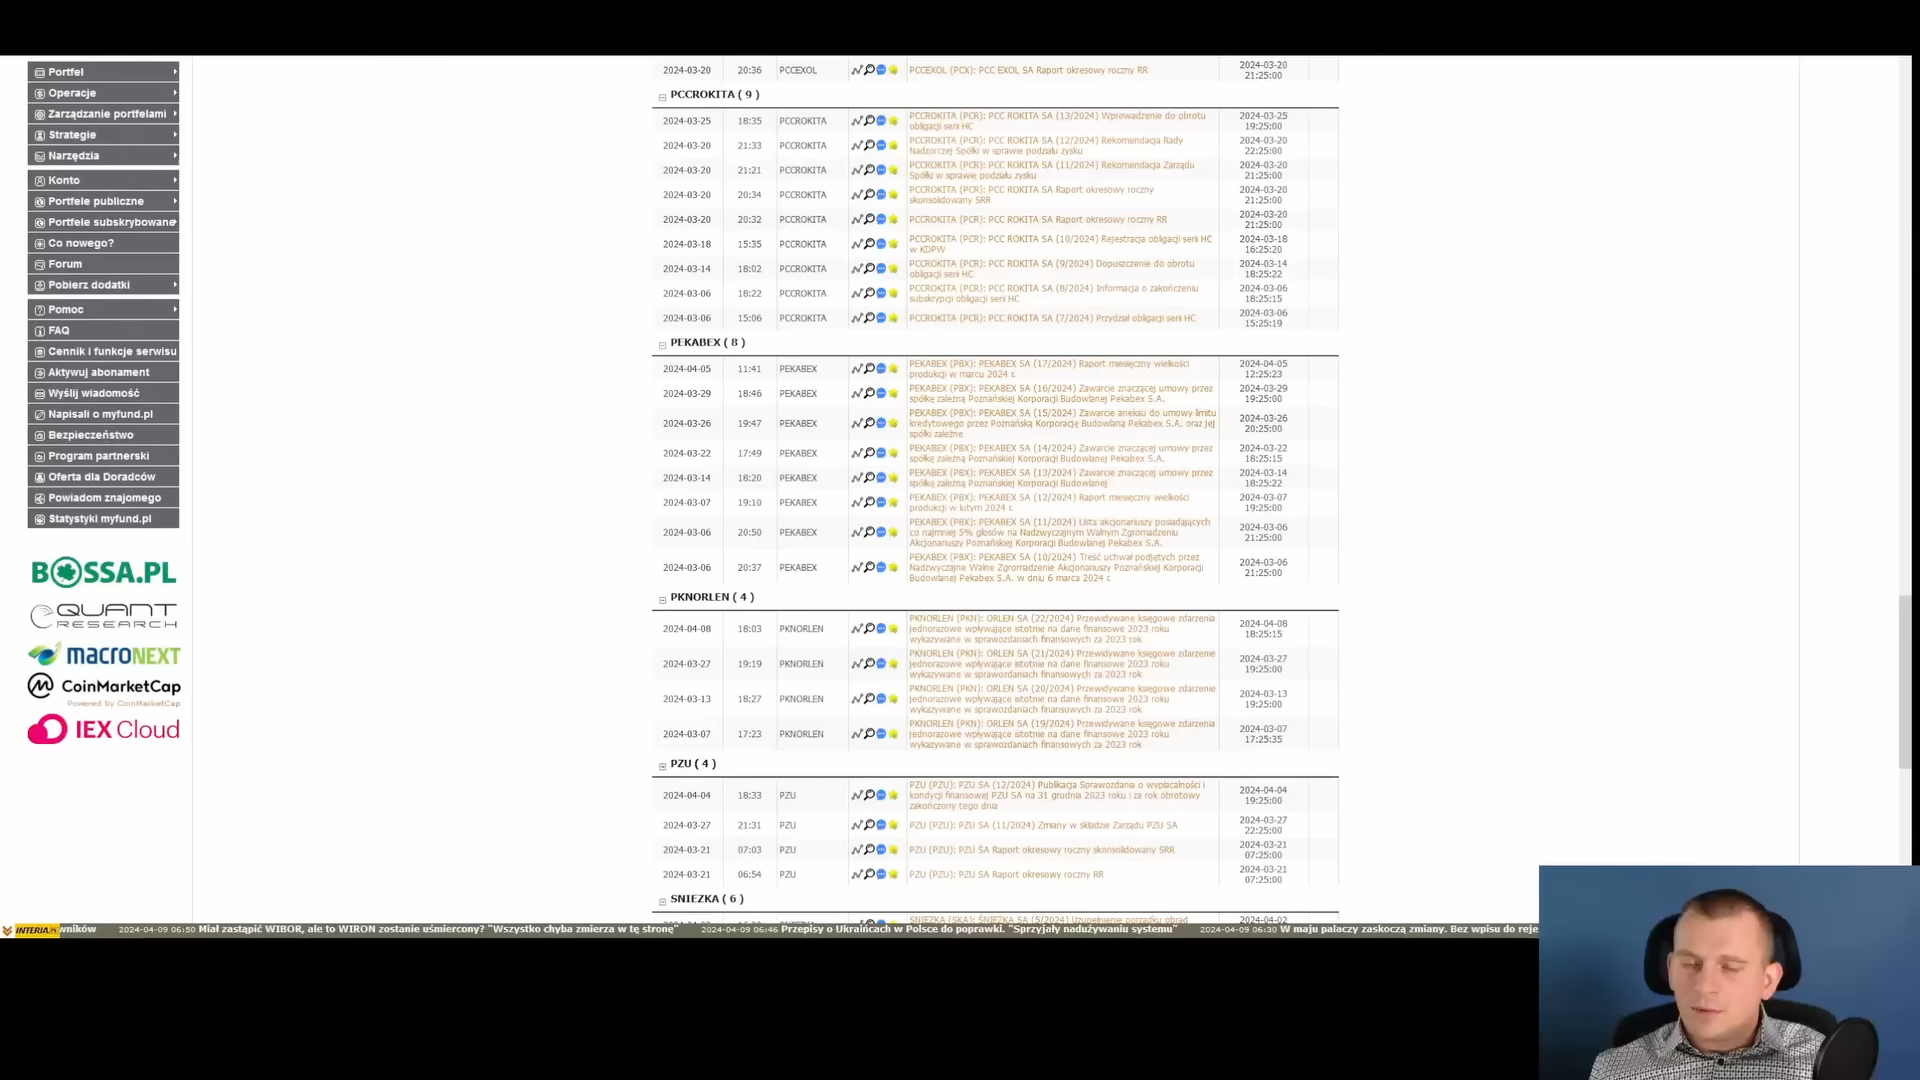 Portfel
Operacje
Zarządzanie portfelami
Strategie
Narzędzia
Konto
Portfele publiczne
Portfele subskrybowane
Co nowego?
Forum
Pobierz dodatki
Pomoc
FAQ
Cennik i funkcje serwisu
Aktywuj abonament
Wyślij wiadomość
Napisali o myfund.pl
Bezpieczeństwo
Program partnerski
Oferta dla Doradców
Powiadom znajomego
Statystyki myfund.pl
BOSSA.PL
QUANT
RESEARCH
MACRONEXT
CoinMarketCap
Powered by CoinMarketCap
IEX Cloud
2024-03-20 20:36 PCCEXOL PCCEXOL (PCX): PCC EXOL SA Raport okresowy roczny RR 2024-03-20
21:25:00
PCCROKITA ( 9 )
2024-03-25 18:35 PCCROKITA PCCROKITA (PCR): PCC ROKITA SA (13/2024) Wprowadzenie do obrotu 2024-03-25
obligacji serii HC 19:25:00
2024-03-20 21:33 PCCROKITA PCCROKITA (PCR): PCC ROKITA SA (12/2024) Rekomendacja Rady 2024-03-20
Nadzorczej Spółki w sprawie podziału zysku 22:25:00
2024-03-20 21:21 PCCROKITA PCCROKITA (PCR): PCC ROKITA SA (11/2024) Rekomendacja Zarządu 2024-03-20
Spółki w sprawie podziału zysku 21:25:00
2024-03-20 20:34 PCCROKITA PCCROKITA (PCR): PCC ROKITA SA Raport okresowy roczny 2024-03-20
skonsolidowany SRR 21:25:00
2024-03-20 20:32 PCCROKITA PCCROKITA (PCR): PCC ROKITA SA Raport okresowy roczny RR 2024-03-20
21:25:00
2024-03-18 15:35 PCCROKITA PCCROKITA (PCR): PCC ROKITA SA (10/2024) Rejestracja obligacji serii HC 2024-03-18
w KDPW 16:25:20
2024-03-14 18:02 PCCROKITA PCCROKITA (PCR): PCC ROKITA SA (9/2024) Dopuszczenie do obrotu 2024-03-14
obligacji serii HC 18:25:22
2024-03-06 18:22 PCCROKITA PCCROKITA (PCR): PCC ROKITA SA (8/2024) Informacja o zakończeniu 2024-03-06
subskrypcji obligacji serii HC 18:25:15
2024-03-06 15:06 PCCROKITA PCCROKITA (PCR): PCC ROKITA SA (7/2024) Przydział obligacji serii HC 2024-03-06
15:25:19
PEKABEX ( 8 )
2024-04-05 11:41 PEKABEX PEKABEX (PBX): PEKABEX SA (17/2024) Raport miesięczny wielkości 2024-04-05
produkcji w marcu 2024 r. 12:25:23
2024-03-29 18:46 PEKABEX PEKABEX (PBX): PEKABEX SA (16/2024) Zawarcie znaczącej umowy przez 2024-03-29
spółkę zależną Poznańskiej Korporacji Budowlanej Pekabex S.A. 19:25:00
2024-03-26 19:47 PEKABEX PEKABEX (PBX): PEKABEX SA (15/2024) Zawarcie aneksu do umowy limitu 2024-03-26
kredytowego przez Poznańską Korporację Budowlaną Pekabex S.A. oraz jej 20:25:00
spółki zależne
2024-03-22 17:49 PEKABEX PEKABEX (PBX): PEKABEX SA (14/2024) Zawarcie znaczącej umowy przez 2024-03-22
spółkę zależną Poznańskiej Korporacji Budowlanej Pekabex S.A. 18:25:15
2024-03-14 18:20 PEKABEX PEKABEX (PBX): PEKABEX SA (13/2024) Zawarcie znaczącej umowy przez 2024-03-14
spółkę zależną Poznańskiej Korporacji Budowlanej 18:25:22
2024-03-07 19:10 PEKABEX PEKABEX (PBX): PEKABEX SA (12/2024) Raport miesięczny wielkości 2024-03-07
produkcji w lutym 2024 r. 19:25:00
2024-03-06 20:50 PEKABEX PEKABEX (PBX): PEKABEX SA (11/2024) Lista akcjonariuszy posiadających 2024-03-06
co najmniej 5% głosów na Nadzwyczajnym Walnym Zgromadzeniu 21:25:00
Akcjonariuszy Poznańskiej Korporacji Budowlanej Pekabex S.A.
2024-03-06 20:37 PEKABEX PEKABEX (PBX): PEKABEX SA (10/2024) Treść uchwał podjętych przez 2024-03-06
Nadzwyczajne Walne Zgromadzenie Akcjonariuszy Poznańskiej Korporacji 21:25:00
Budowlanej Pekabex S.A. w dniu 6 marca 2024 r.
PKNORLEN ( 4 )
2024-04-08 18:03 PKNORLEN PKNORLEN (PKN): ORLEN SA (22/2024) Przewidywane księgowe zdarzenia 2024-04-08
jednorazowe wpływające istotnie na dane finansowe 2023 roku 18:25:15
wykazywane w sprawozdaniach finansowych za 2023 rok
2024-03-27 19:19 PKNORLEN PKNORLEN (PKN): ORLEN SA (21/2024) Przewidywane księgowe zdarzenie 2024-03-27
jednorazowe wpływające istotnie na dane finansowe 2023 roku 19:25:00
wykazywane w sprawozdaniach finansowych za 2023 rok
2024-03-13 18:27 PKNORLEN PKNORLEN (PKN): ORLEN SA (20/2024) Przewidywane księgowe zdarzenie 2024-03-13
jednorazowe wpływające istotnie na dane finansowe 2023 roku 19:25:00
wykazywane w sprawozdaniach finansowych za 2023 rok
2024-03-07 17:23 PKNORLEN PKNORLEN (PKN): ORLEN SA (19/2024) Przewidywane księgowe zdarzenia 2024-03-07
jednorazowe wpływające istotnie na dane finansowe 2023 roku 17:25:35
wykazywane w sprawozdaniach finansowych za 2023 rok
PZU ( 4 )
2024-04-04 18:33 PZU PZU (PZU): PZU SA (12/2024) Publikacja Sprawozdania o wypłacalności i 2024-04-04
kondycji finansowej PZU SA na 31 grudnia 2023 roku i za rok obrotowy 19:25:00
zakończony tego dnia
2024-03-27 21:31 PZU PZU (PZU): PZU SA (11/2024) Zmiany w składzie Zarządu PZU SA 2024-03-27
22:25:00
2024-03-21 07:03 PZU PZU (PZU): PZU SA Raport okresowy roczny skonsolidowany SRR 2024-03-21
07:25:00
2024-03-21 06:54 PZU PZU (PZU): PZU SA Raport okresowy roczny RR 2024-03-21
07:25:00
SNIEZKA ( 6 )
SNIEZKA (SKA): ŚNIEŻKA SA (5/2024) Uzupełnienie porządku obrad 2024-04-02
INTERIA.PL wników 2024-04-09 06:50 Miał zastąpić WIBOR, ale to WIRON zostanie uśmiercony? "Wszystko chyba zmierza w tę stronę" 2024-04-09 06:46 Przepisy o Ukraińcach w Polsce do poprawki. "Sprzyjały nadużywaniu systemu" 2024-04-09 06:30 W maju palaczy zaskoczą zmiany. Bez wpisu do reje